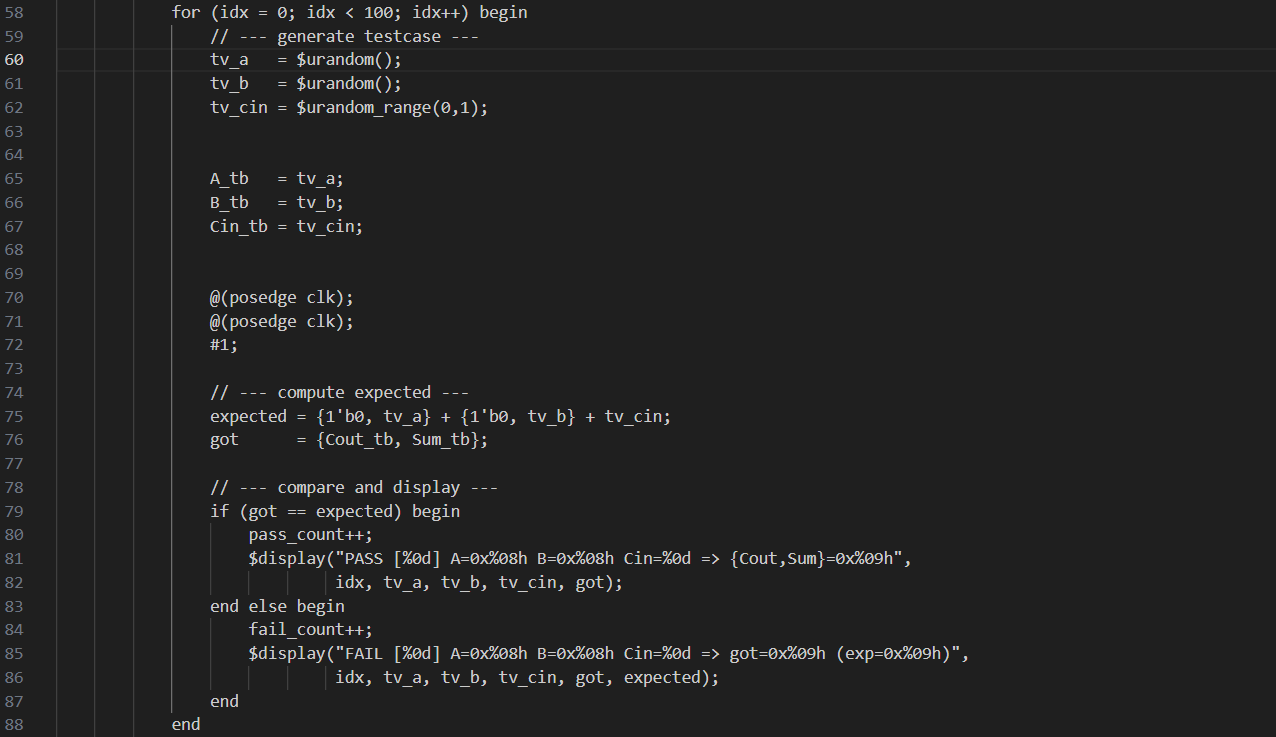 58 for (idx = 0; idx < 100; idx++) begin
59 // --- generate testcase ---
60 tv_a   = $urandom();
61 tv_b   = $urandom();
62 tv_cin = $urandom_range(0,1);
63
64
65 A_tb   = tv_a;
66 B_tb   = tv_b;
67 Cin_tb = tv_cin;
68
69
70 @(posedge clk);
71 @(posedge clk);
72 #1;
73
74 // --- compute expected ---
75 expected = {1'b0, tv_a} + {1'b0, tv_b} + tv_cin;
76 got      = {Cout_tb, Sum_tb};
77
78 // --- compare and display ---
79 if (got == expected) begin
80 pass_count++;
81 $display("PASS [%0d] A=0x%08h B=0x%08h Cin=%0d => {Cout,Sum}=0x%09h",
82 idx, tv_a, tv_b, tv_cin, got);
83 end else begin
84 fail_count++;
85 $display("FAIL [%0d] A=0x%08h B=0x%08h Cin=%0d => got=0x%09h (exp=0x%09h)",
86 idx, tv_a, tv_b, tv_cin, got, expected);
87 end
88 end